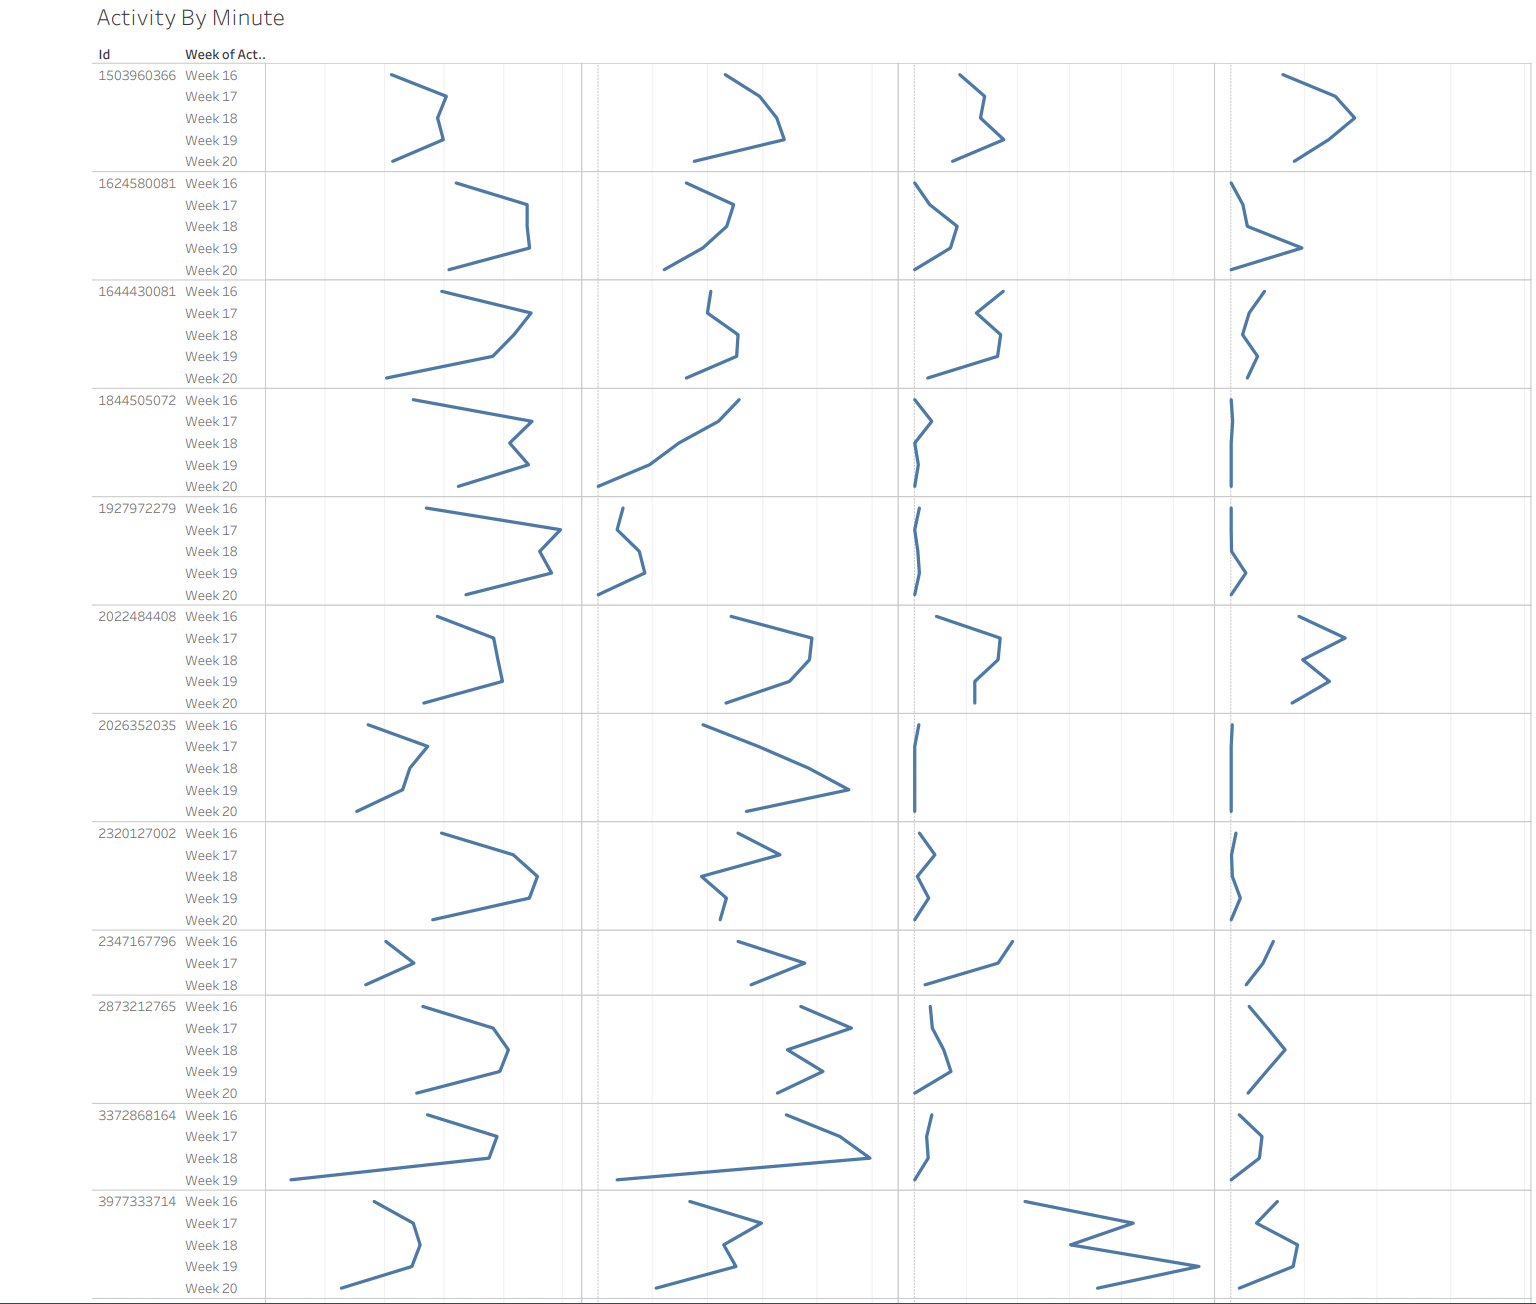 Activity By Minute
Id Week of Act..
1503960366 Week 16
Week 17
Week 18
Week 19
Week 20
1624580081 Week 16
Week 17
Week 18
Week 19
Week 20
1644430081 Week 16
Week 17
Week 18
Week 19
Week 20
1844505072 Week 16
Week 17
Week 18
Week 19
Week 20
1927972279 Week 16
Week 17
Week 18
Week 19
Week 20
2022484408 Week 16
Week 17
Week 18
Week 19
Week 20
2026352035 Week 16
Week 17
Week 18
Week 19
Week 20
2320127002 Week 16
Week 17
Week 18
Week 19
Week 20
2347167796 Week 16
Week 17
Week 18
2873212765 Week 16
Week 17
Week 18
Week 19
Week 20
3372868164 Week 16
Week 17
Week 18
Week 19
3977333714 Week 16
Week 17
Week 18
Week 19
Week 20